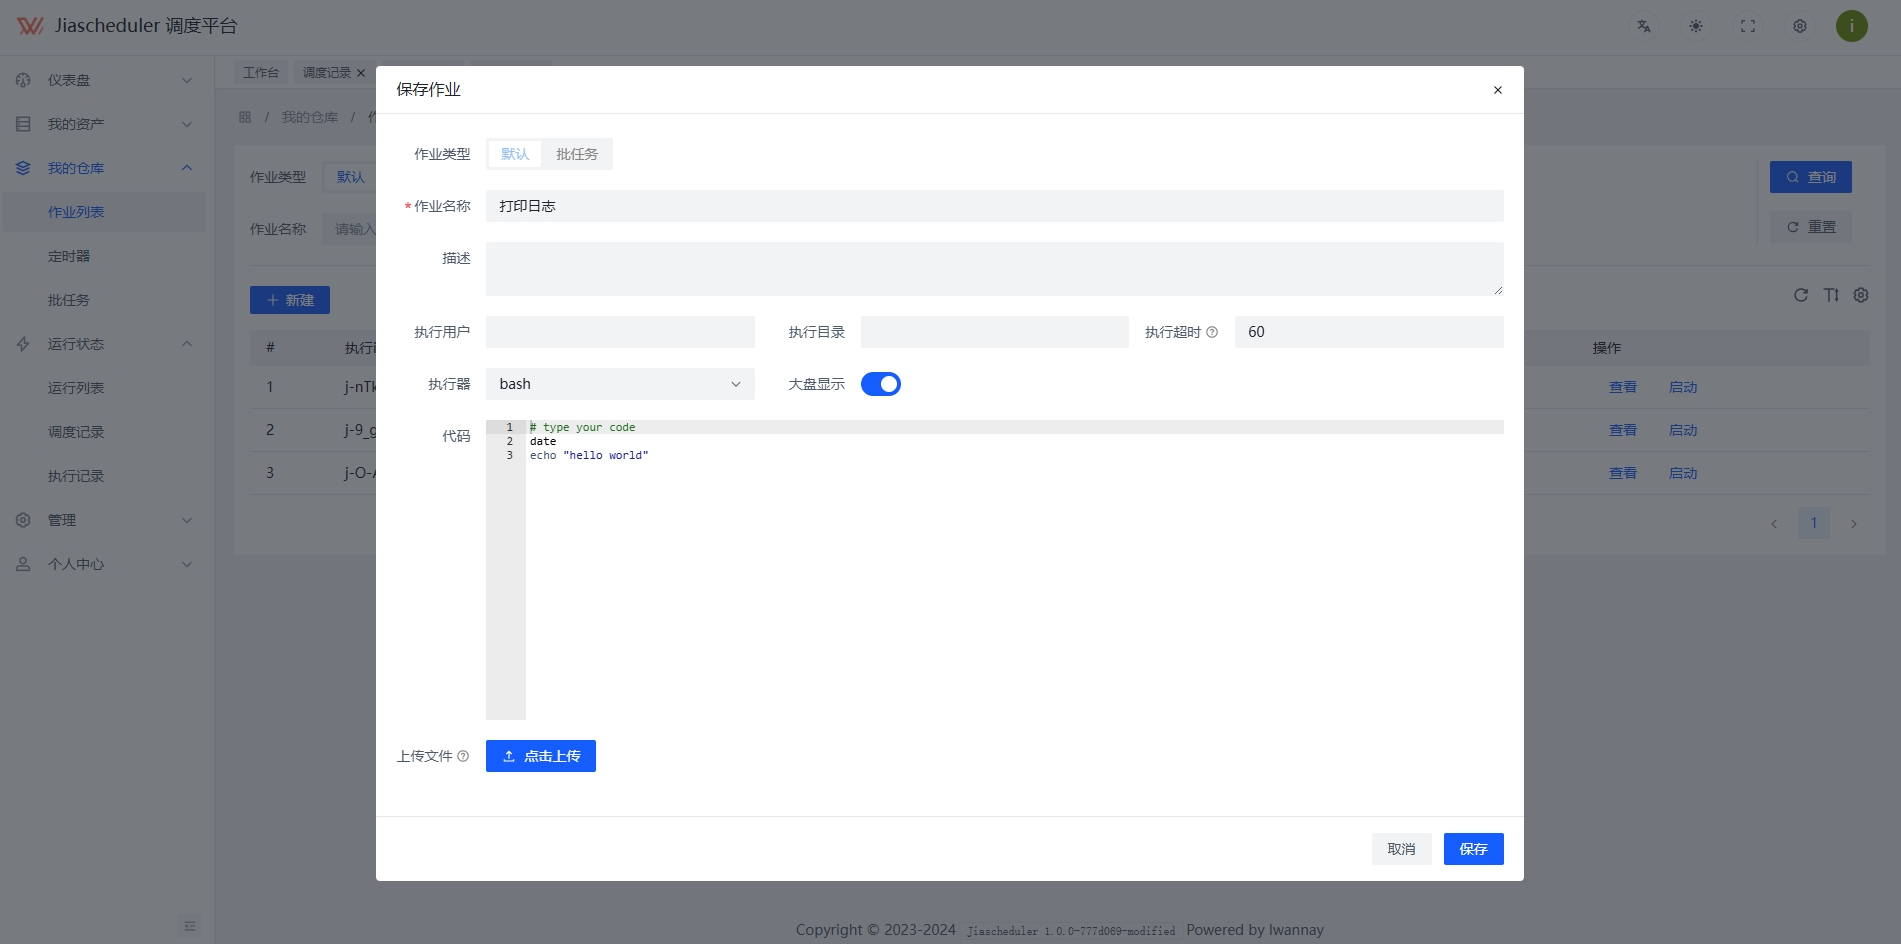 Jiascheduler 调度平台
i
仪表盘
我的资产
我的仓库
作业列表
定时器
批任务
运行状态
运行列表
调度记录
执行记录
管理
个人中心
工作台 调度记录 ×
/ 我的仓库 /
作业类型 默认
查询
作业名称 请输入
重置
新建
# 执行 操作
1 j-nTk 查看 启动
2 j-9_g 查看 启动
3 j-O-A 查看 启动
< 1 >
保存作业 ×
作业类型 默认 批任务
* 作业名称 打印日志
描述
执行用户 执行目录 执行超时 60
执行器 bash 大盘显示
代码
1 # type your code
2 date
3 echo "hello world"
上传文件 点击上传
取消 保存
Copyright © 2023-2024 Jiascheduler 1.0.0-777d069-modified Powered by lwannay